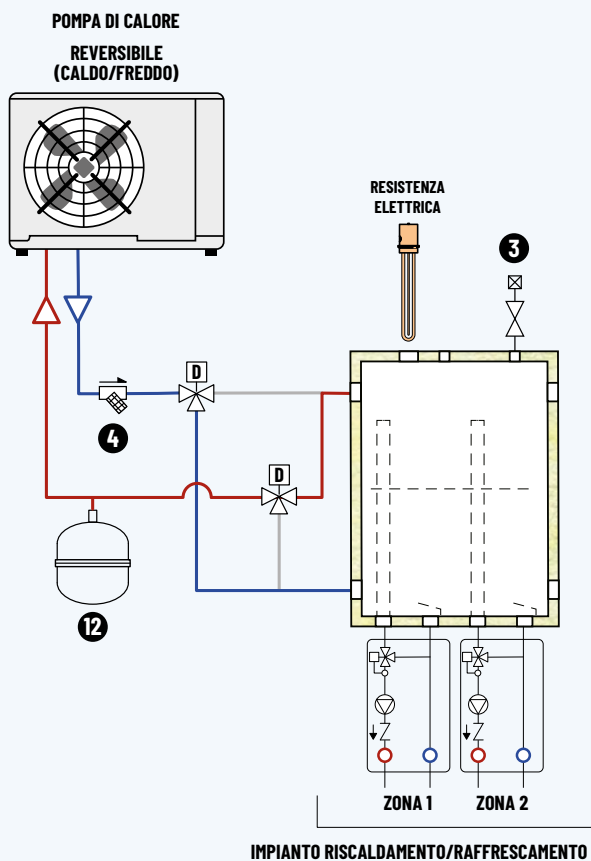 POMPA DI CALORE
REVERSIBILE
(CALDO/FREDDO)
RESISTENZA
ELETTRICA
3
D
4
D
12
ZONA 1
ZONA 2
IMPIANTO RISCALDAMENTO/RAFFRESCAMENTO